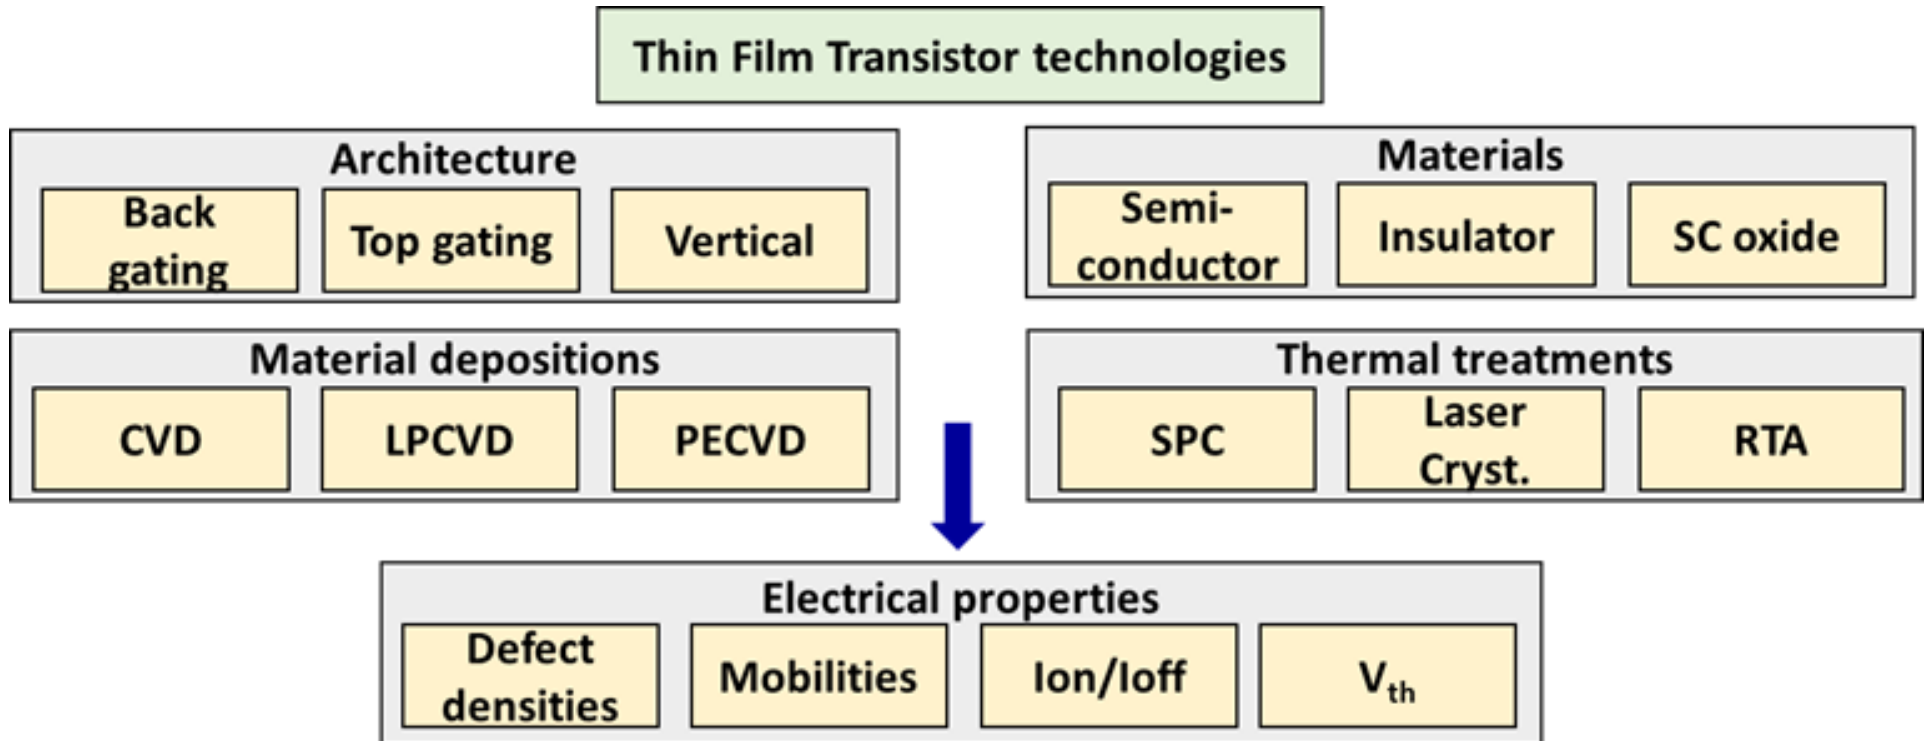 Thin Film Transistor technologies
Architecture
Back
gating
Top gating
Vertical
Materials
Semi-
conductor
Insulator
SC oxide
Material depositions
CVD
LPCVD
PECVD
Thermal treatments
SPC
Laser
Cryst.
RTA
Electrical properties
Defect
densities
Mobilities
Ion/Ioff
Vth